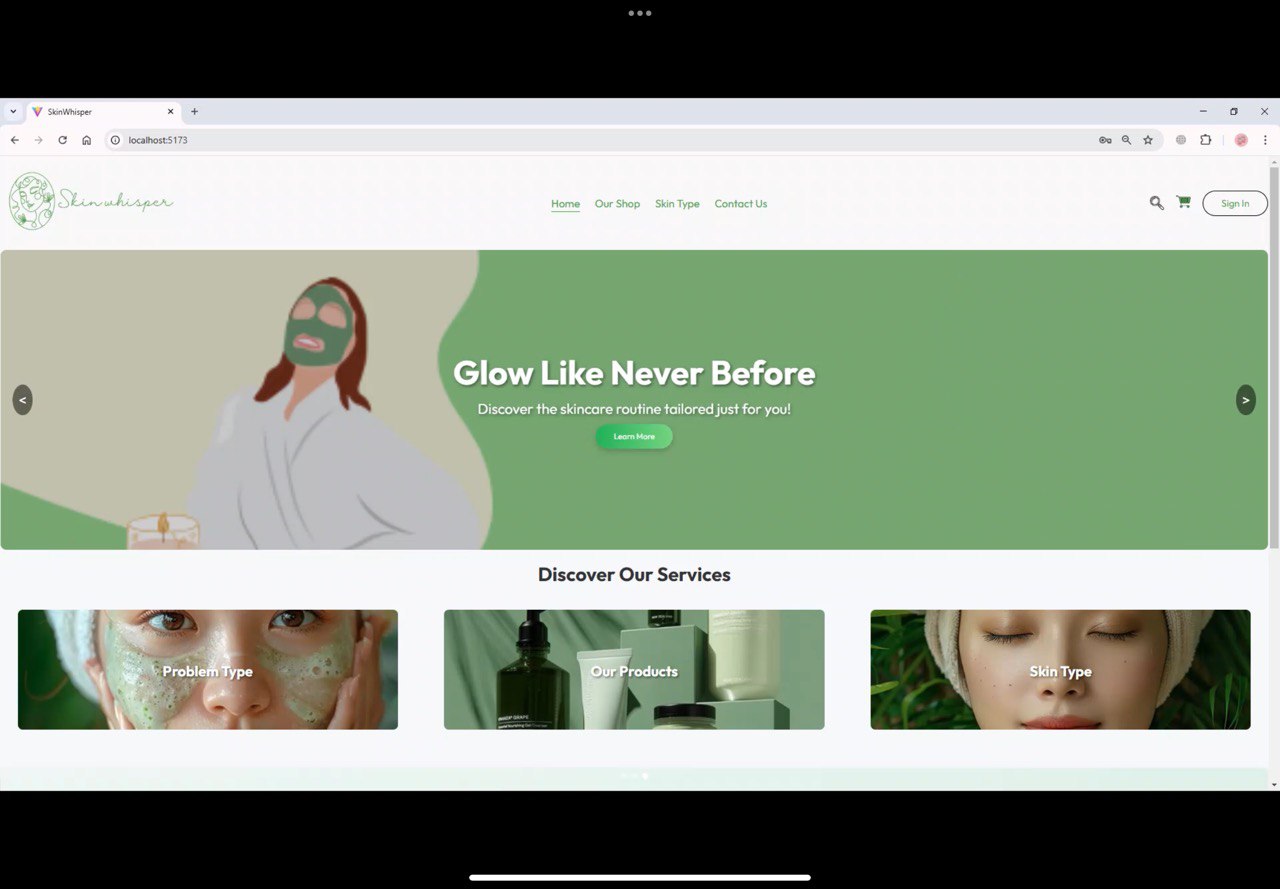 SkinWhisper
localhost:5173
Skinwhisper
Home
Our Shop
Skin Type
Contact Us
Sign In
Glow Like Never Before
Discover the skincare routine tailored just for you!
Learn More
<
>
Discover Our Services
Problem Type
Our Products
Skin Type